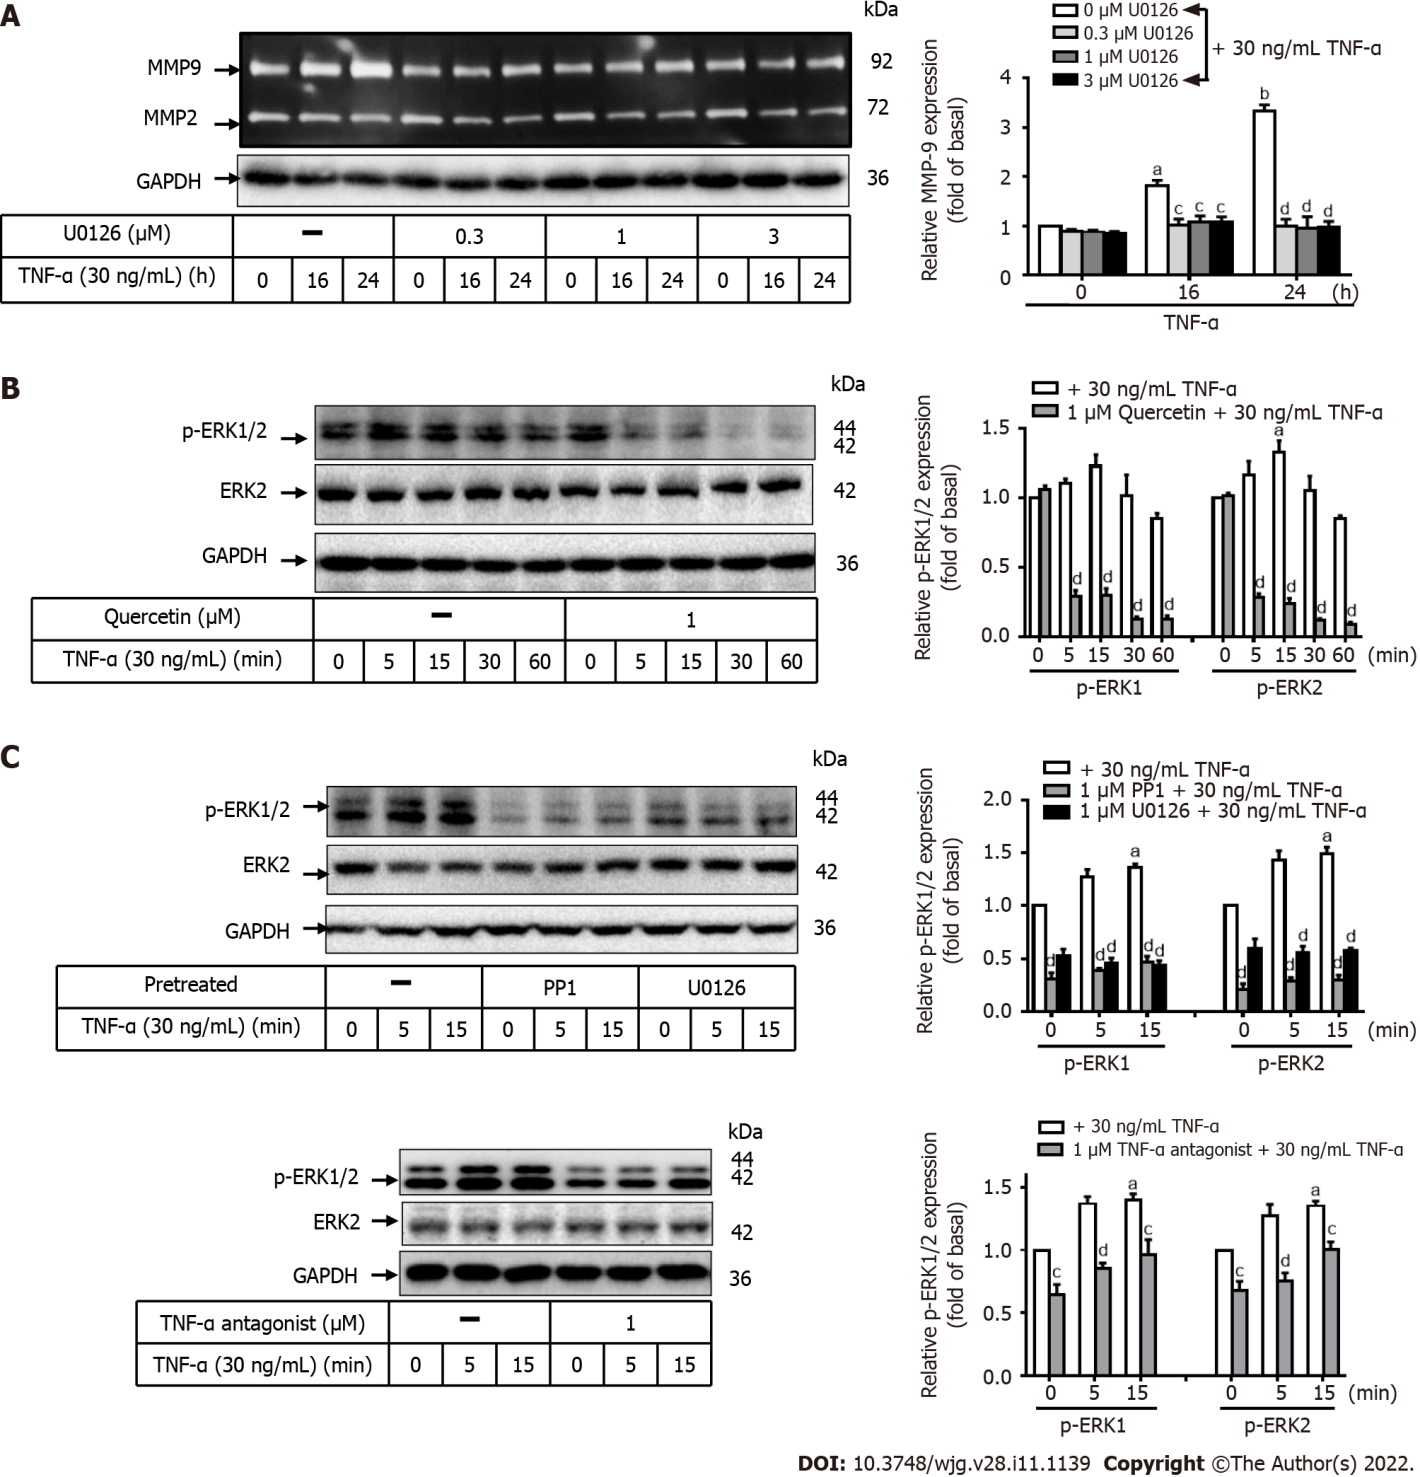 A
kDa
MMP9
92
MMP2
72
GAPDH
36
U0126 (µM) – 0.3 1 3
TNF-α (30 ng/mL) (h) 0 16 24 0 16 24 0 16 24 0 16 24
0 µM U0126
0.3 µM U0126
1 µM U0126
3 µM U0126
+ 30 ng/mL TNF-α
Relative MMP-9 expression
(fold of basal)
4
3
2
1
0
a c c c b d d d
0 16 24 (h)
TNF-α
B
kDa
p-ERK1/2
44
42
ERK2
42
GAPDH
36
Quercetin (µM) – 1
TNF-α (30 ng/mL) (min) 0 5 15 30 60 0 5 15 30 60
+ 30 ng/mL TNF-α
1 µM Quercetin + 30 ng/mL TNF-α
Relative p-ERK1/2 expression
(fold of basal)
1.5
1.0
0.5
0.0
d d d d a d d d d
0 5 15 30 60 0 5 15 30 60 (min)
p-ERK1 p-ERK2
C
kDa
p-ERK1/2
44
42
ERK2
42
GAPDH
36
Pretreated – PP1 U0126
TNF-α (30 ng/mL) (min) 0 5 15 0 5 15 0 5 15
+ 30 ng/mL TNF-α
1 µM PP1 + 30 ng/mL TNF-α
1 µM U0126 + 30 ng/mL TNF-α
Relative p-ERK1/2 expression
(fold of basal)
2.0
1.5
1.0
0.5
0.0
d d d a d d d d d a d d
0 5 15 0 5 15 (min)
p-ERK1 p-ERK2
kDa
p-ERK1/2
44
42
ERK2
42
GAPDH
36
TNF-α antagonist (µM) – 1
TNF-α (30 ng/mL) (min) 0 5 15 0 5 15
+ 30 ng/mL TNF-α
1 µM TNF-α antagonist + 30 ng/mL TNF-α
Relative p-ERK1/2 expression
(fold of basal)
1.5
1.0
0.5
0.0
c d a c c d a c
0 5 15 0 5 15 (min)
p-ERK1 p-ERK2
DOI: 10.3748/wjg.v28.i11.1139 Copyright ©The Author(s) 2022.